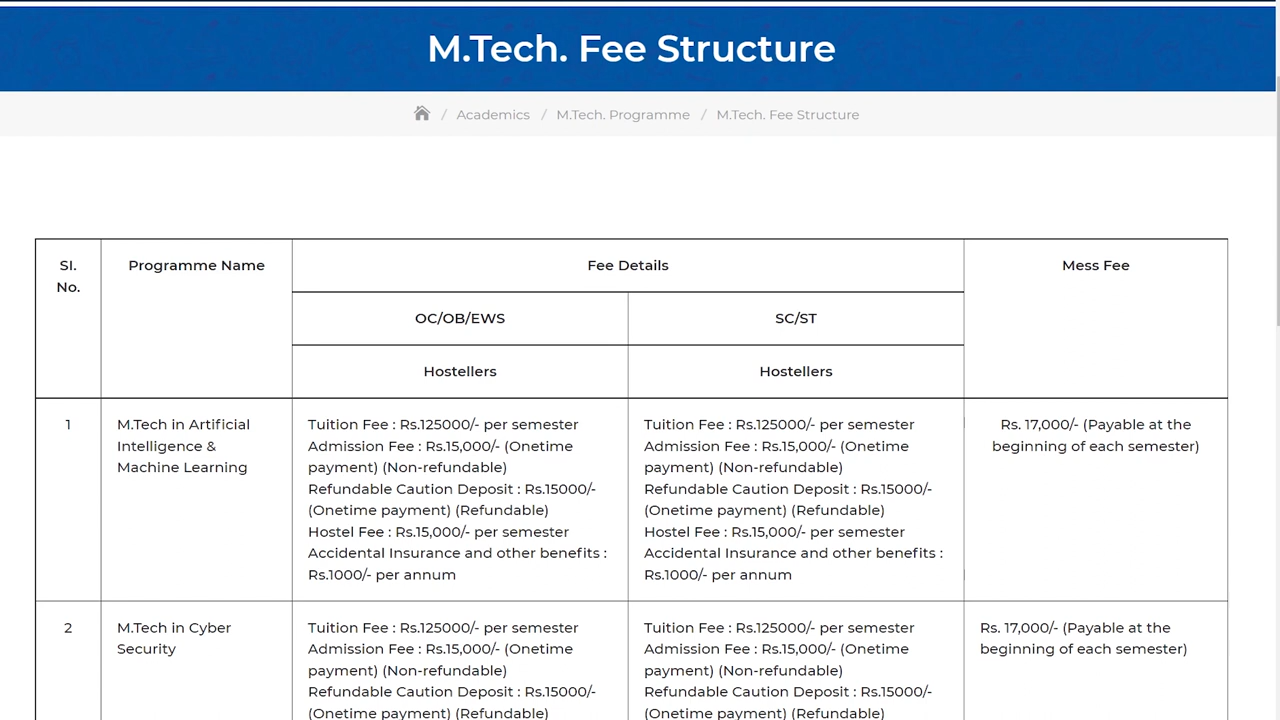 M.Tech. Fee Structure
/ Academics / M.Tech. Programme / M.Tech. Fee Structure
SI.
No.
Programme Name
Fee Details
Mess Fee
OC/OB/EWS
SC/ST
Hostellers
Hostellers
1
M.Tech in Artificial
Intelligence &
Machine Learning
Tuition Fee : Rs.125000/- per semester
Admission Fee : Rs.15,000/- (Onetime
payment) (Non-refundable)
Refundable Caution Deposit : Rs.15000/-
(Onetime payment) (Refundable)
Hostel Fee : Rs.15,000/- per semester
Accidental Insurance and other benefits :
Rs.1000/- per annum
Tuition Fee : Rs.125000/- per semester
Admission Fee : Rs.15,000/- (Onetime
payment) (Non-refundable)
Refundable Caution Deposit : Rs.15000/-
(Onetime payment) (Refundable)
Hostel Fee : Rs.15,000/- per semester
Accidental Insurance and other benefits :
Rs.1000/- per annum
Rs. 17,000/- (Payable at the
beginning of each semester)
2
M.Tech in Cyber
Security
Tuition Fee : Rs.125000/- per semester
Admission Fee : Rs.15,000/- (Onetime
payment) (Non-refundable)
Refundable Caution Deposit : Rs.15000/-
(Onetime payment) (Refundable)
Tuition Fee : Rs.125000/- per semester
Admission Fee : Rs.15,000/- (Onetime
payment) (Non-refundable)
Refundable Caution Deposit : Rs.15000/-
(Onetime payment) (Refundable)
Rs. 17,000/- (Payable at the
beginning of each semester)